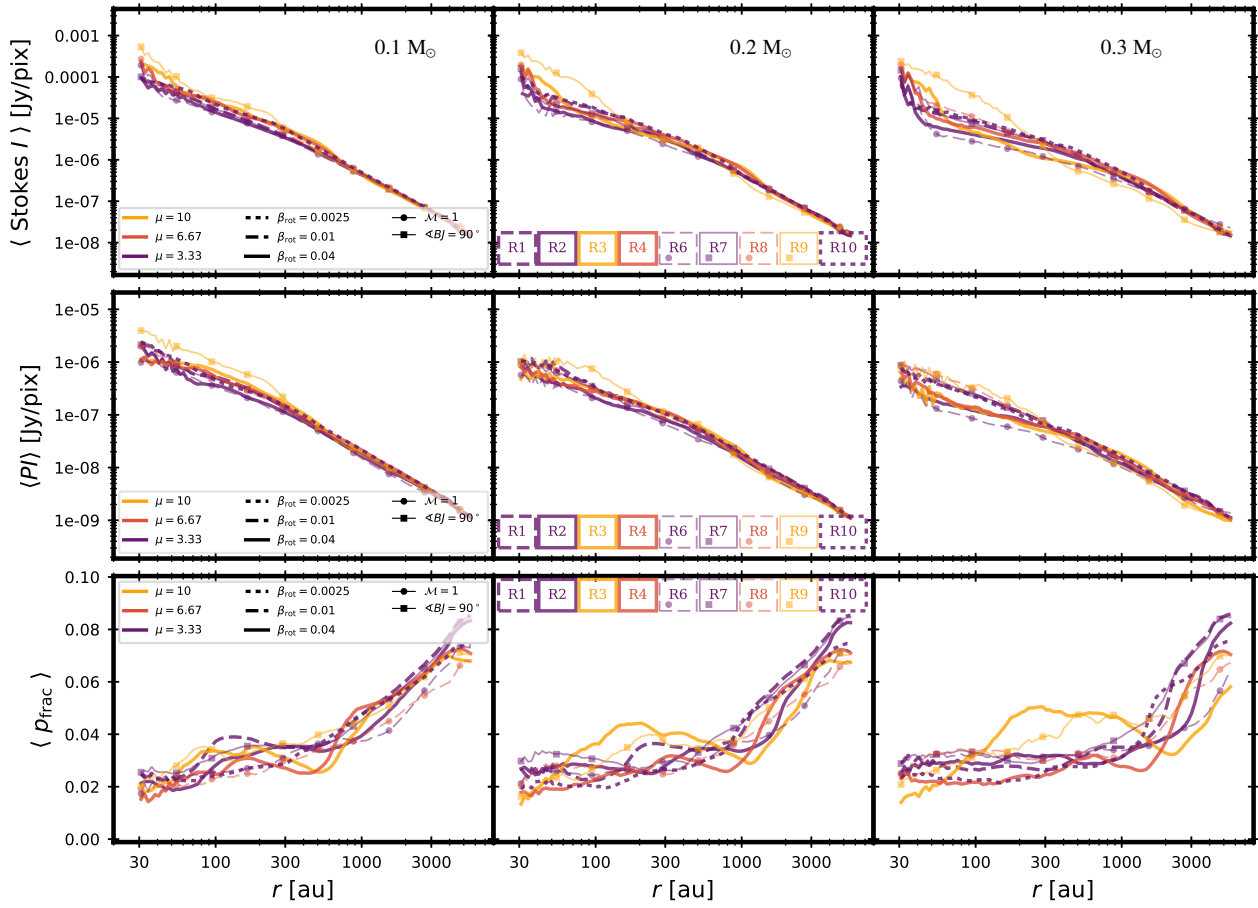 0.1 M☉ 0.2 M☉ 0.3 M☉
⟨ Stokes I ⟩ [Jy/pix]
0.001
0.0001
1e-05
1e-06
1e-07
1e-08
μ = 10 β_rot = 0.0025 ℳ = 1
μ = 6.67 β_rot = 0.01 ∢BJ = 90°
μ = 3.33 β_rot = 0.04
R1 R2 R3 R4 R6 R7 R8 R9 R10
⟨PI⟩ [Jy/pix]
1e-05
1e-06
1e-07
1e-08
1e-09
μ = 10 β_rot = 0.0025 ℳ = 1
μ = 6.67 β_rot = 0.01 ∢BJ = 90°
μ = 3.33 β_rot = 0.04
R1 R2 R3 R4 R6 R7 R8 R9 R10
⟨ p_frac ⟩
0.10
0.08
0.06
0.04
0.02
0.00
μ = 10 β_rot = 0.0025 ℳ = 1
μ = 6.67 β_rot = 0.01 ∢BJ = 90°
μ = 3.33 β_rot = 0.04
R1 R2 R3 R4 R6 R7 R8 R9 R10
30 100 300 1000 3000 30 100 300 1000 3000 30 100 300 1000 3000
r [au] r [au] r [au]